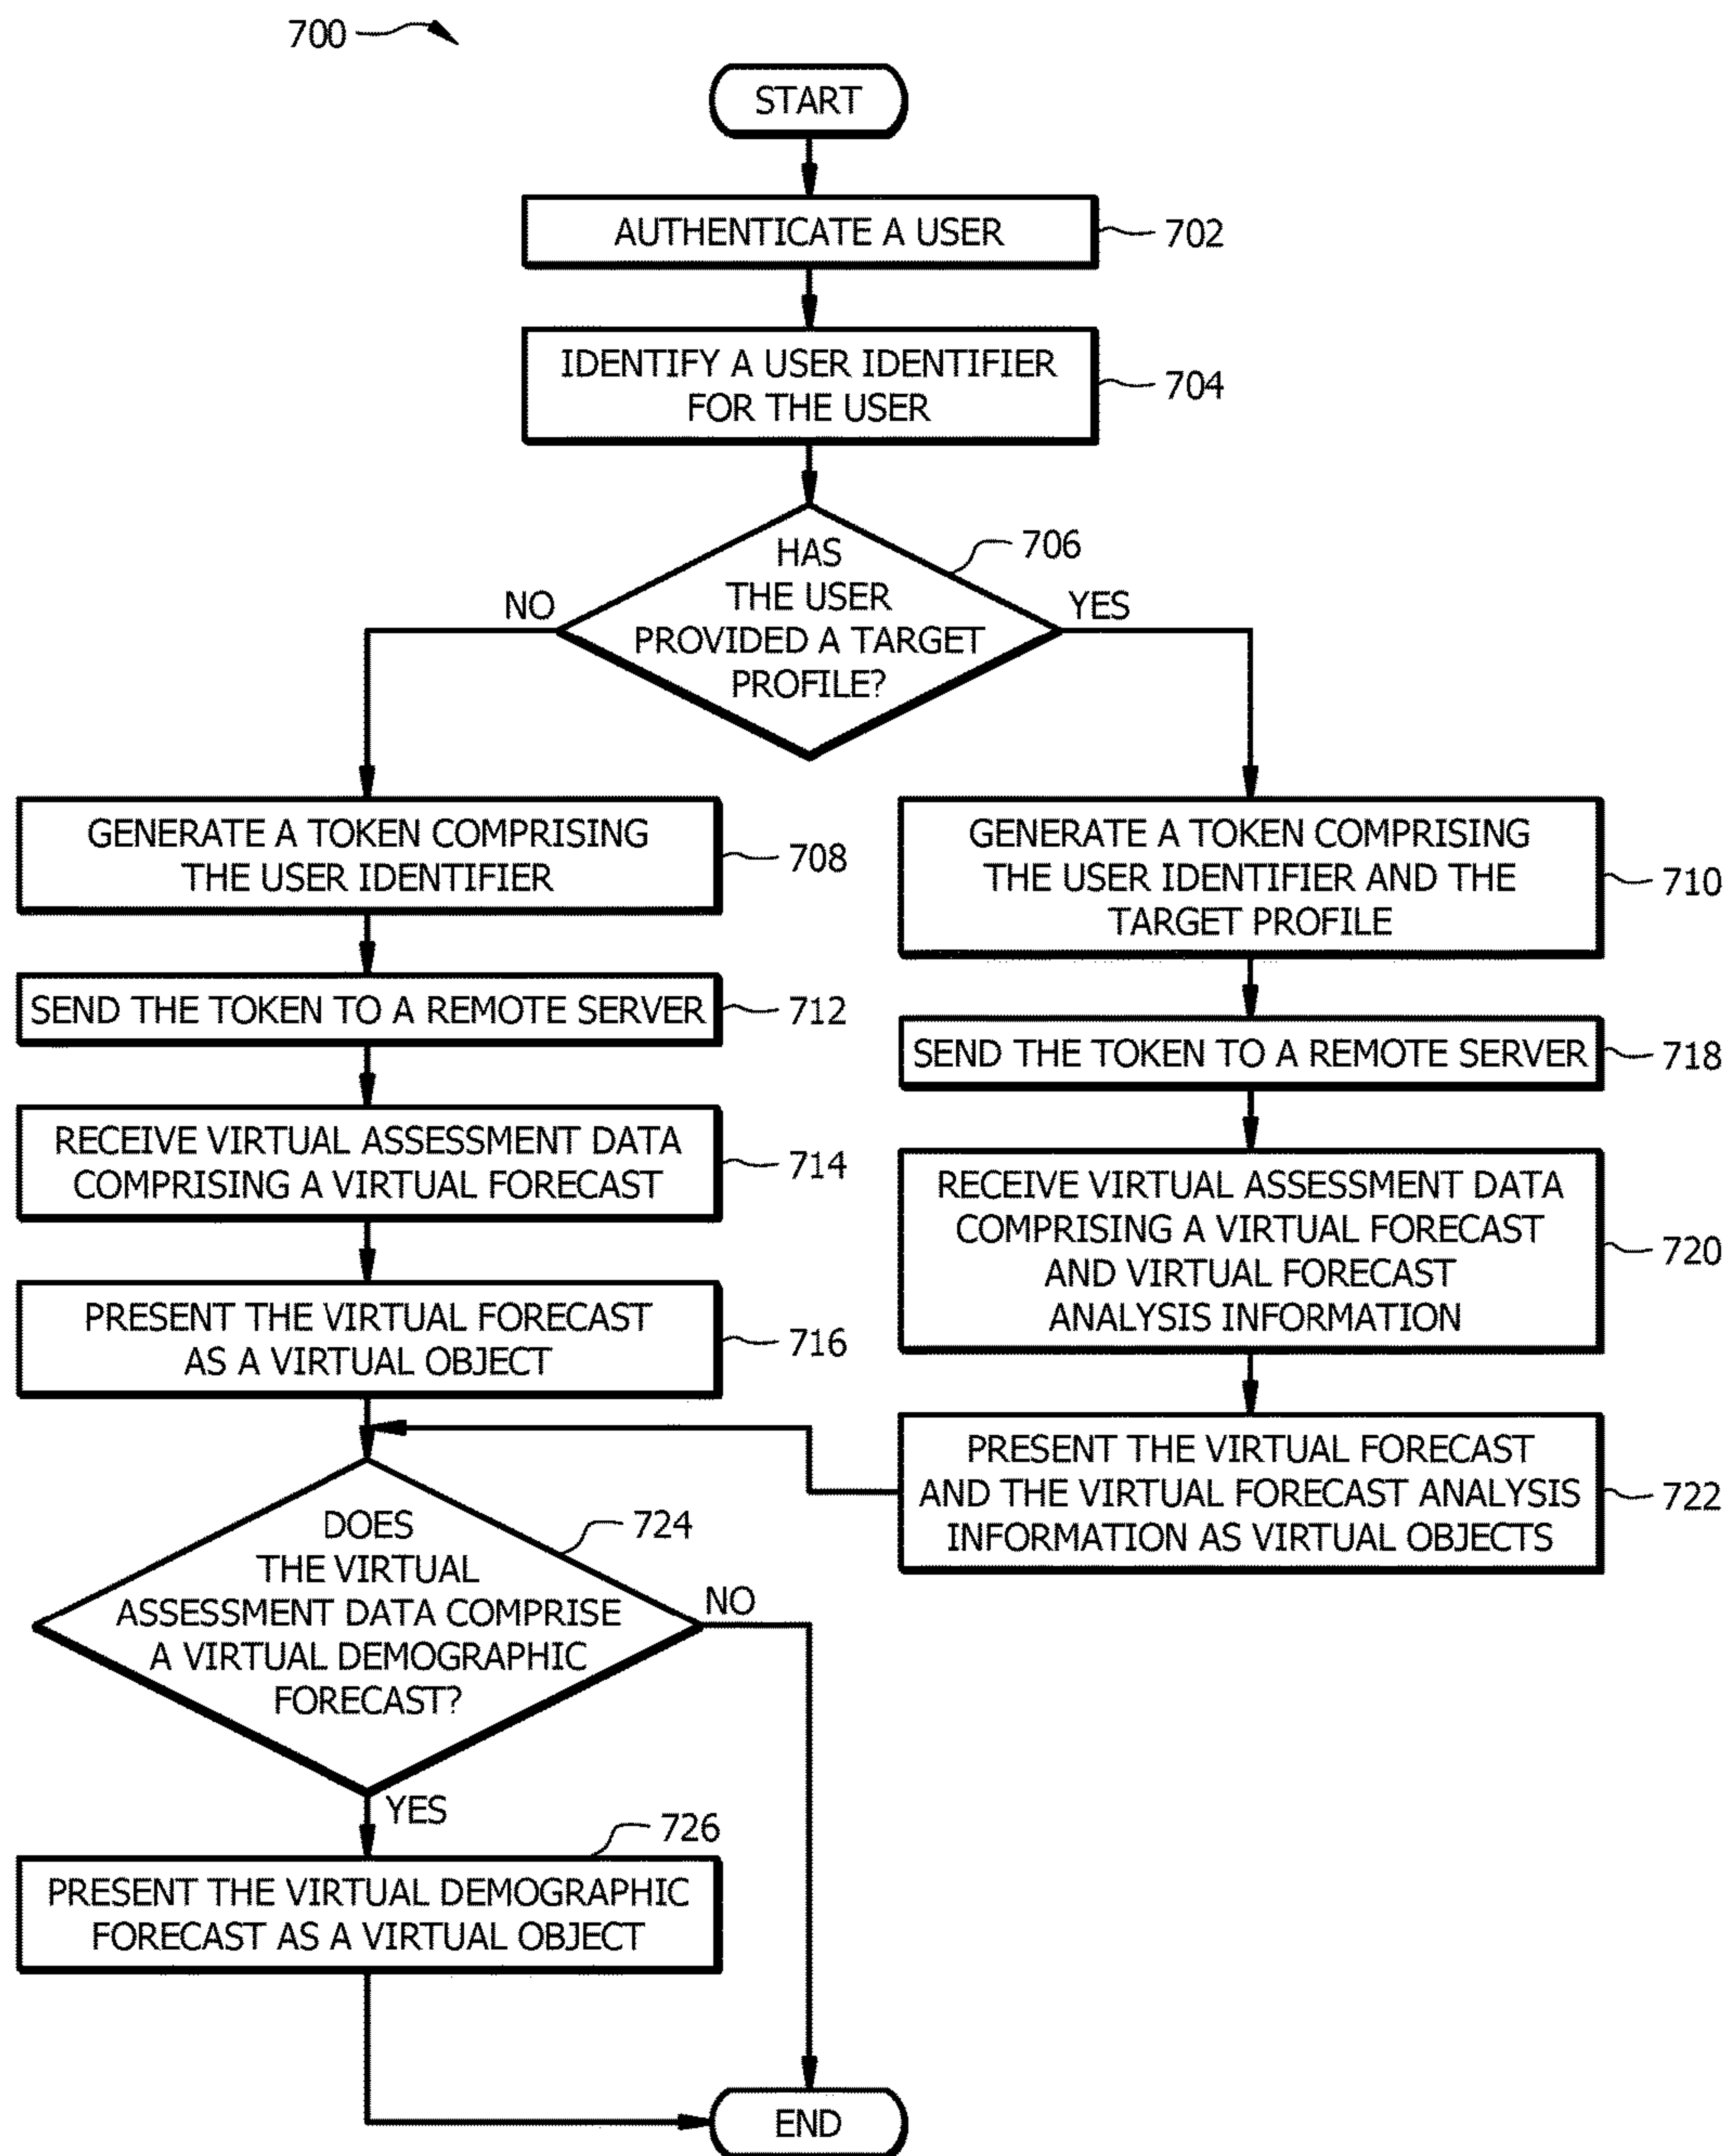 700
START
AUTHENTICATE A USER
702
IDENTIFY A USER IDENTIFIER
FOR THE USER
704
HAS
THE USER
PROVIDED A TARGET
PROFILE?
706
NO
YES
GENERATE A TOKEN COMPRISING
THE USER IDENTIFIER
708
GENERATE A TOKEN COMPRISING
THE USER IDENTIFIER AND THE
TARGET PROFILE
710
SEND THE TOKEN TO A REMOTE SERVER
712
SEND THE TOKEN TO A REMOTE SERVER
718
RECEIVE VIRTUAL ASSESSMENT DATA
COMPRISING A VIRTUAL FORECAST
714
RECEIVE VIRTUAL ASSESSMENT DATA
COMPRISING A VIRTUAL FORECAST
AND VIRTUAL FORECAST
ANALYSIS INFORMATION
720
PRESENT THE VIRTUAL FORECAST
AS A VIRTUAL OBJECT
716
PRESENT THE VIRTUAL FORECAST
AND THE VIRTUAL FORECAST ANALYSIS
INFORMATION AS VIRTUAL OBJECTS
722
DOES
THE VIRTUAL
ASSESSMENT DATA COMPRISE
A VIRTUAL DEMOGRAPHIC
FORECAST?
724
NO
YES
726
PRESENT THE VIRTUAL DEMOGRAPHIC
FORECAST AS A VIRTUAL OBJECT
END